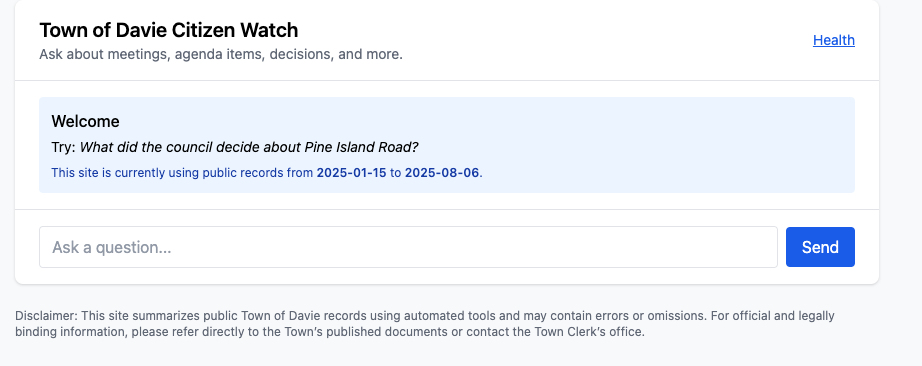 Town of Davie Citizen Watch
Ask about meetings, agenda items, decisions, and more.
Health
Welcome
Try: What did the council decide about Pine Island Road?
This site is currently using public records from 2025-01-15 to 2025-08-06.
Ask a question...
Send
Disclaimer: This site summarizes public Town of Davie records using automated tools and may contain errors or omissions. For official and legally
binding information, please refer directly to the Town’s published documents or contact the Town Clerk’s office.